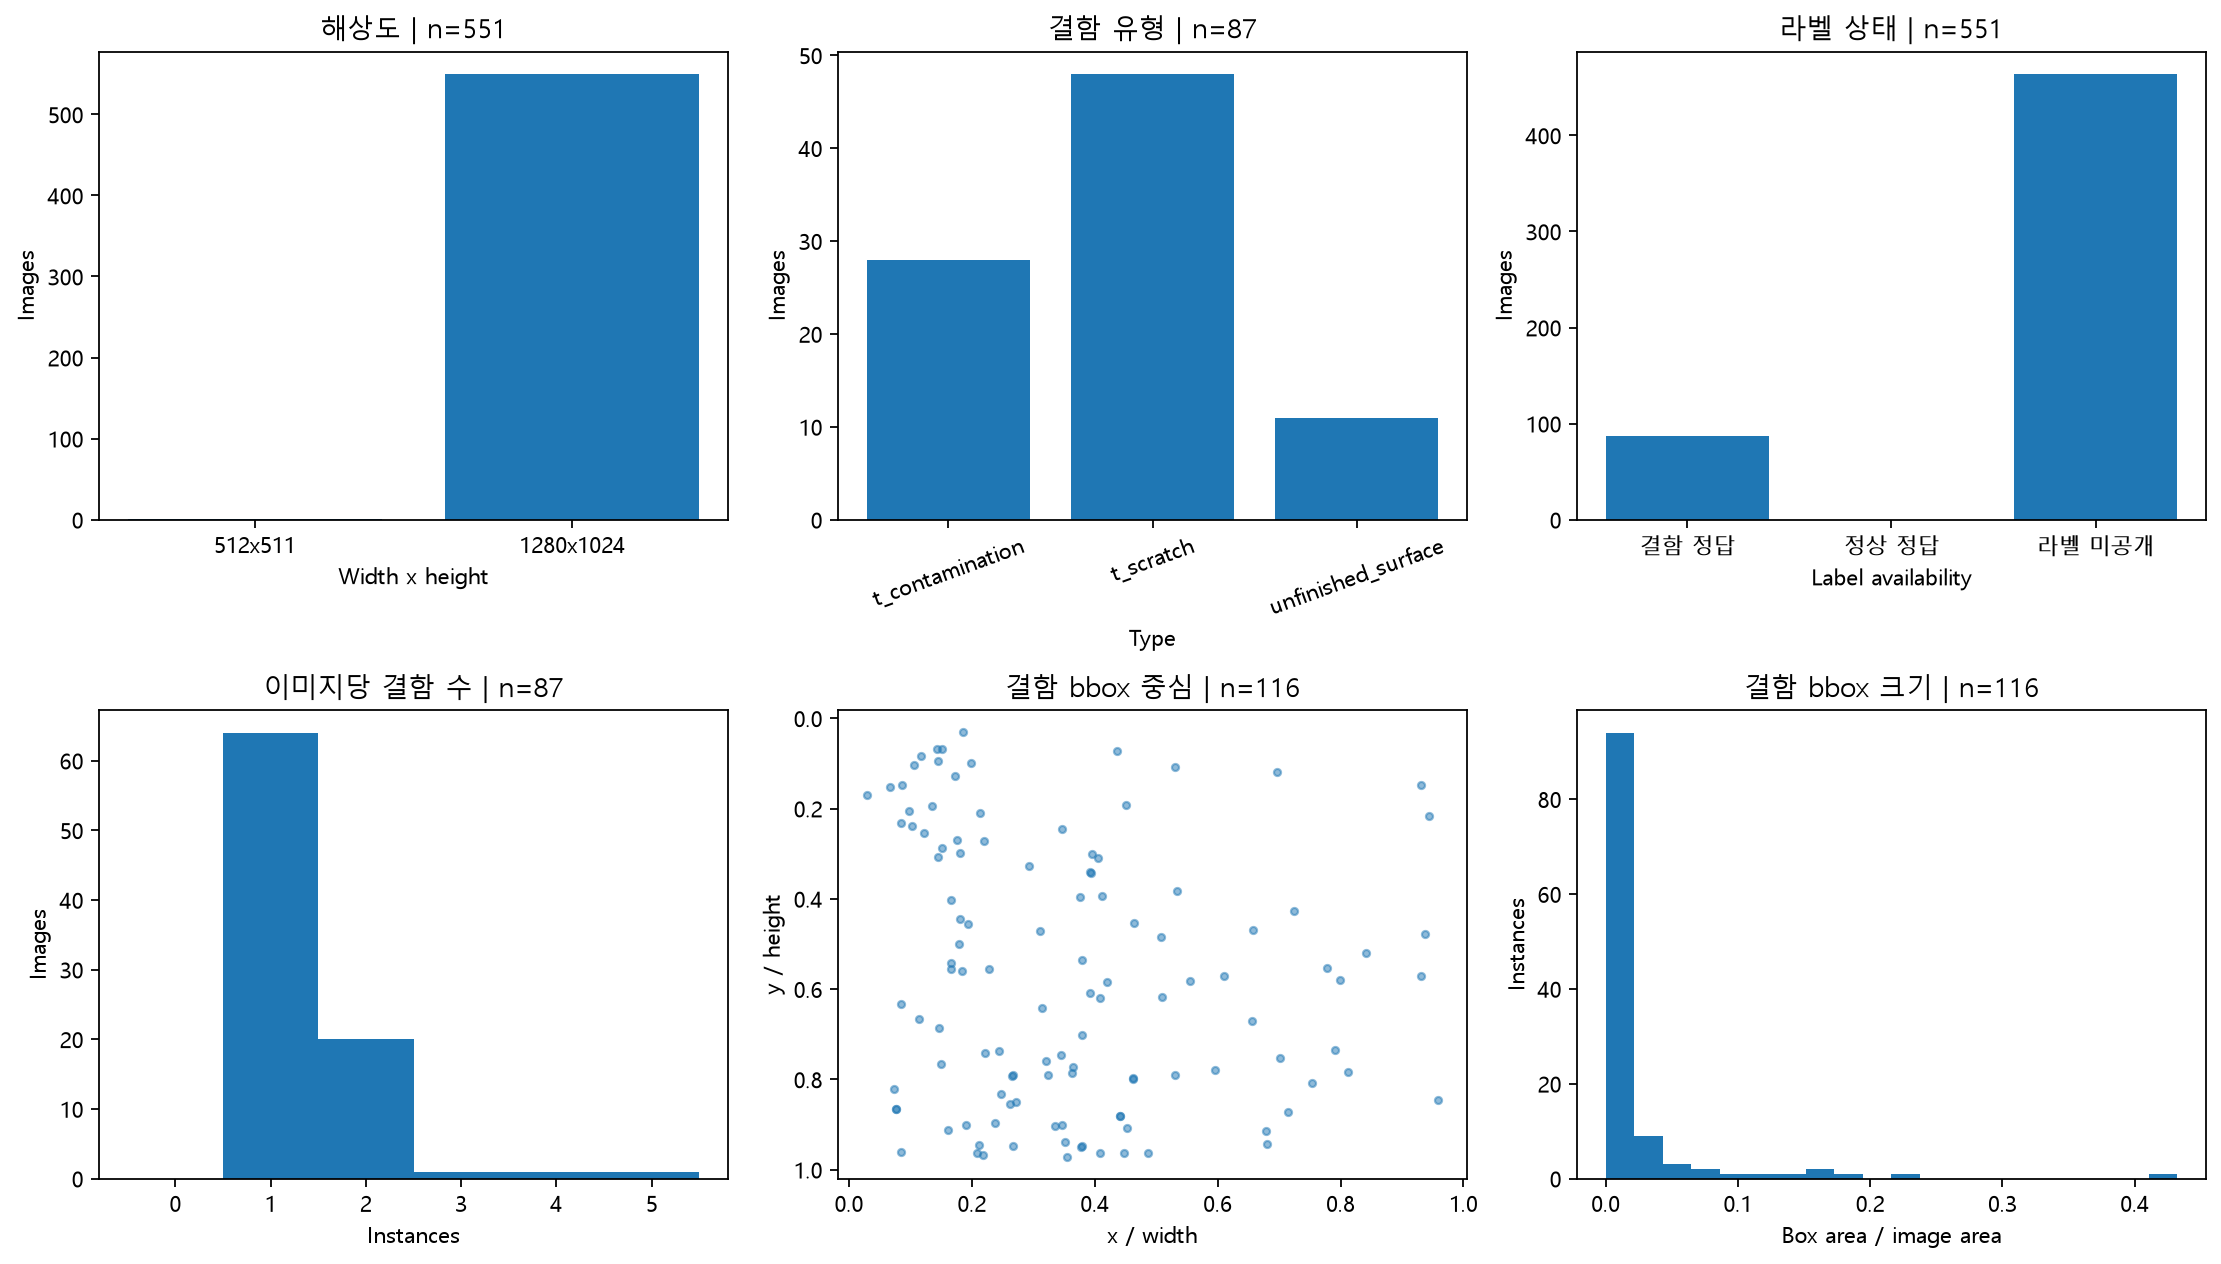 해상도 | n=551
500
400
300
200
100
0
Images
512x511
1280x1024
Width x height
결함 유형 | n=87
50
40
30
20
10
0
Images
t_contamination
t_scratch
unfinished_surface
Type
라벨 상태 | n=551
400
300
200
100
0
Images
결함 정답
정상 정답
라벨 미공개
Label availability
이미지당 결함 수 | n=87
60
50
40
30
20
10
0
Images
0
1
2
3
4
5
Instances
결함 bbox 중심 | n=116
0.0
0.2
0.4
0.6
0.8
1.0
y / height
0.0
0.2
0.4
0.6
0.8
1.0
x / width
결함 bbox 크기 | n=116
80
60
40
20
0
Instances
0.0
0.1
0.2
0.3
0.4
Box area / image area